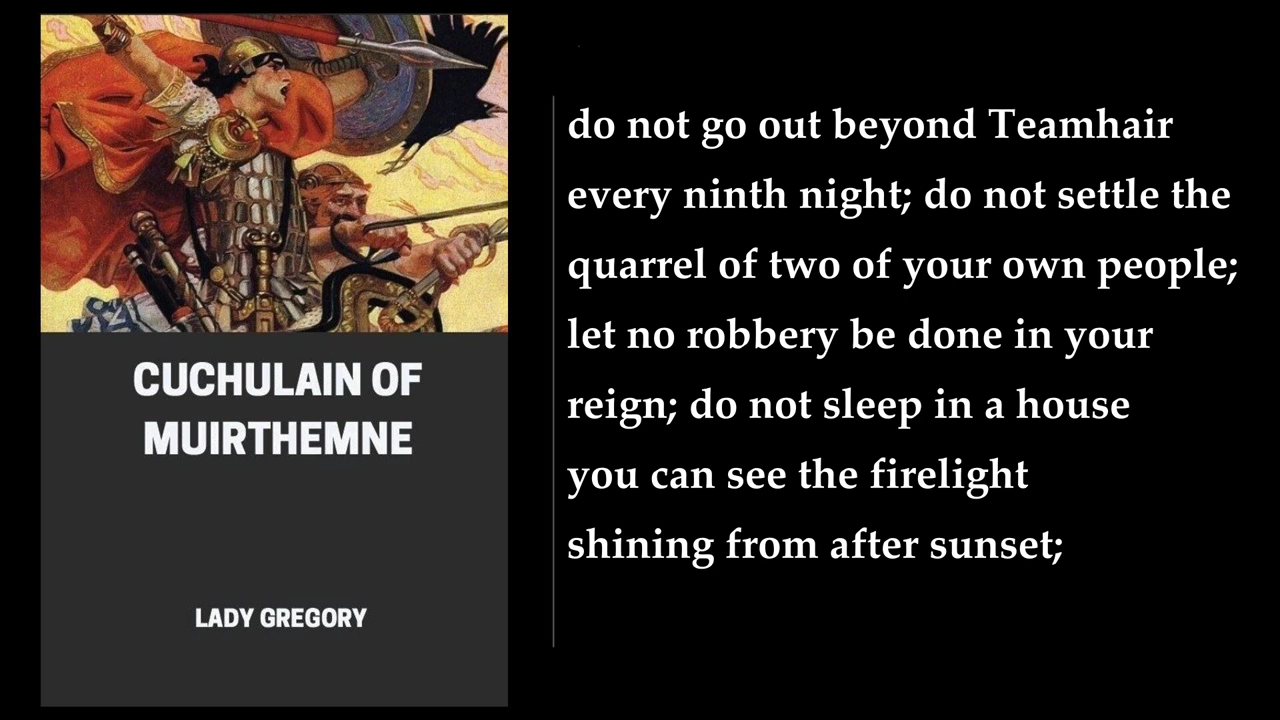 CUCHULAIN OF
MUIRTHEMNE
LADY GREGORY
do not go out beyond Teamhair
every ninth night; do not settle the
quarrel of two of your own people;
let no robbery be done in your
reign; do not sleep in a house
you can see the firelight
shining from after sunset;